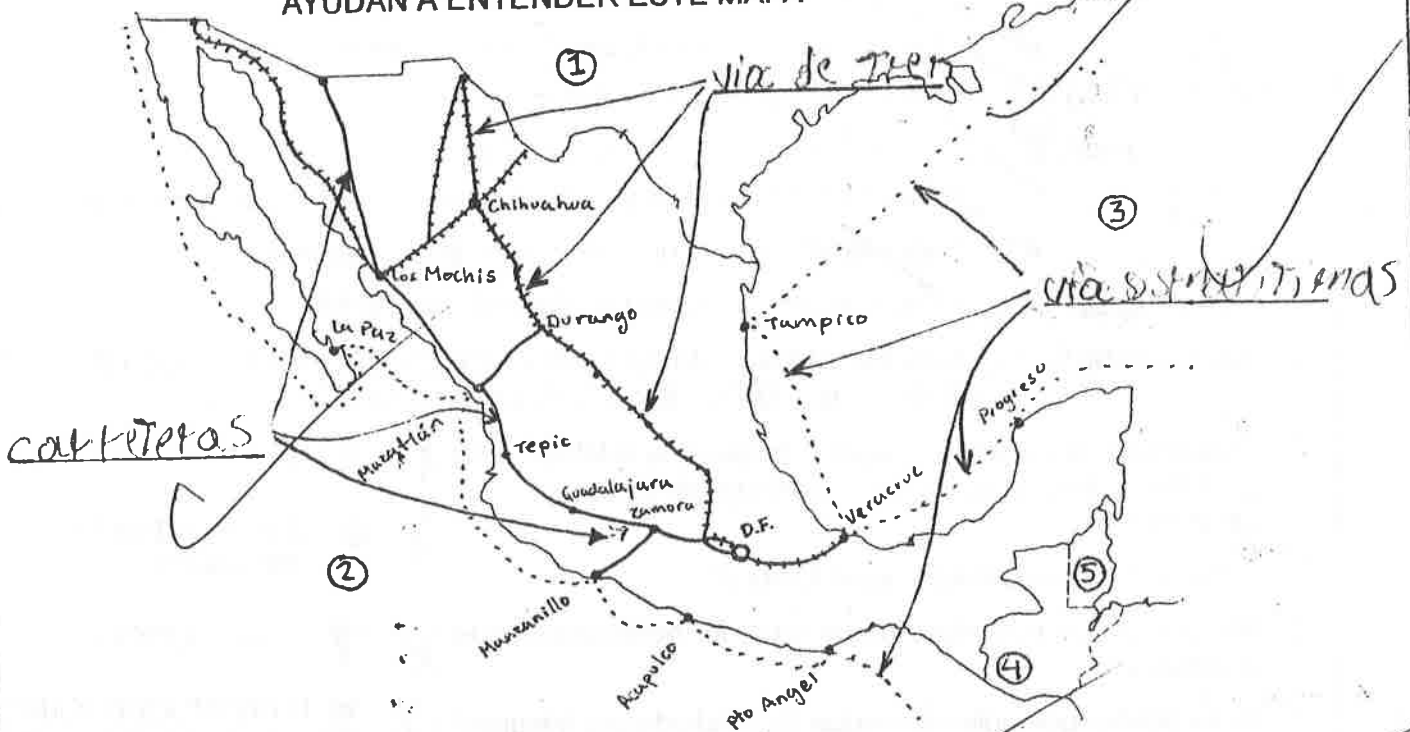 AYUDAN A ENTENDER ESTE MAPA
1
via de Tren
Chihuahua
3
Los Mochis
Durango
La Paz
Tampico
Progreso
carreteras
Mazatlán
Tepic
Guadalajara
Zamora
D.F.
Veracruz
2
5
Manzanillo
Acapulco
4
pto Angel